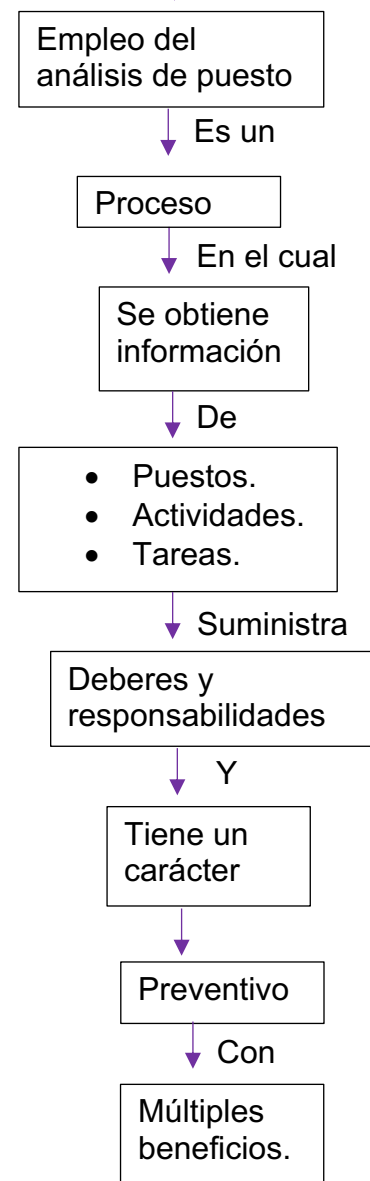 Empleo del
análisis de puesto
Es un
Proceso
En el cual
Se obtiene
información
De
• Puestos.
• Actividades.
• Tareas.
Suministra
Deberes y
responsabilidades
Y
Tiene un
carácter
Preventivo
Con
Múltiples
beneficios.